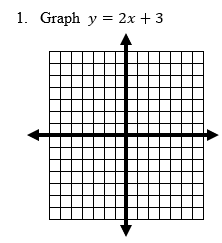 1. Graph y = 2x + 3